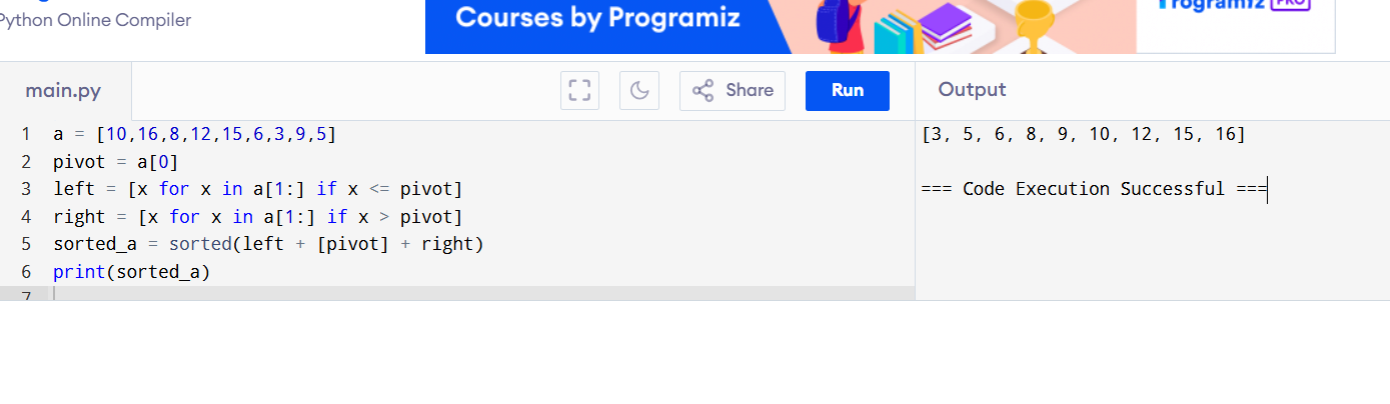 Python Online Compiler
Courses by Programiz
Programiz PRO
main.py
Share
Run
Output
1 a = [10,16,8,12,15,6,3,9,5]
2 pivot = a[0]
3 left = [x for x in a[1:] if x <= pivot]
4 right = [x for x in a[1:] if x > pivot]
5 sorted_a = sorted(left + [pivot] + right)
6 print(sorted_a)
7
[3, 5, 6, 8, 9, 10, 12, 15, 16]
=== Code Execution Successful ===